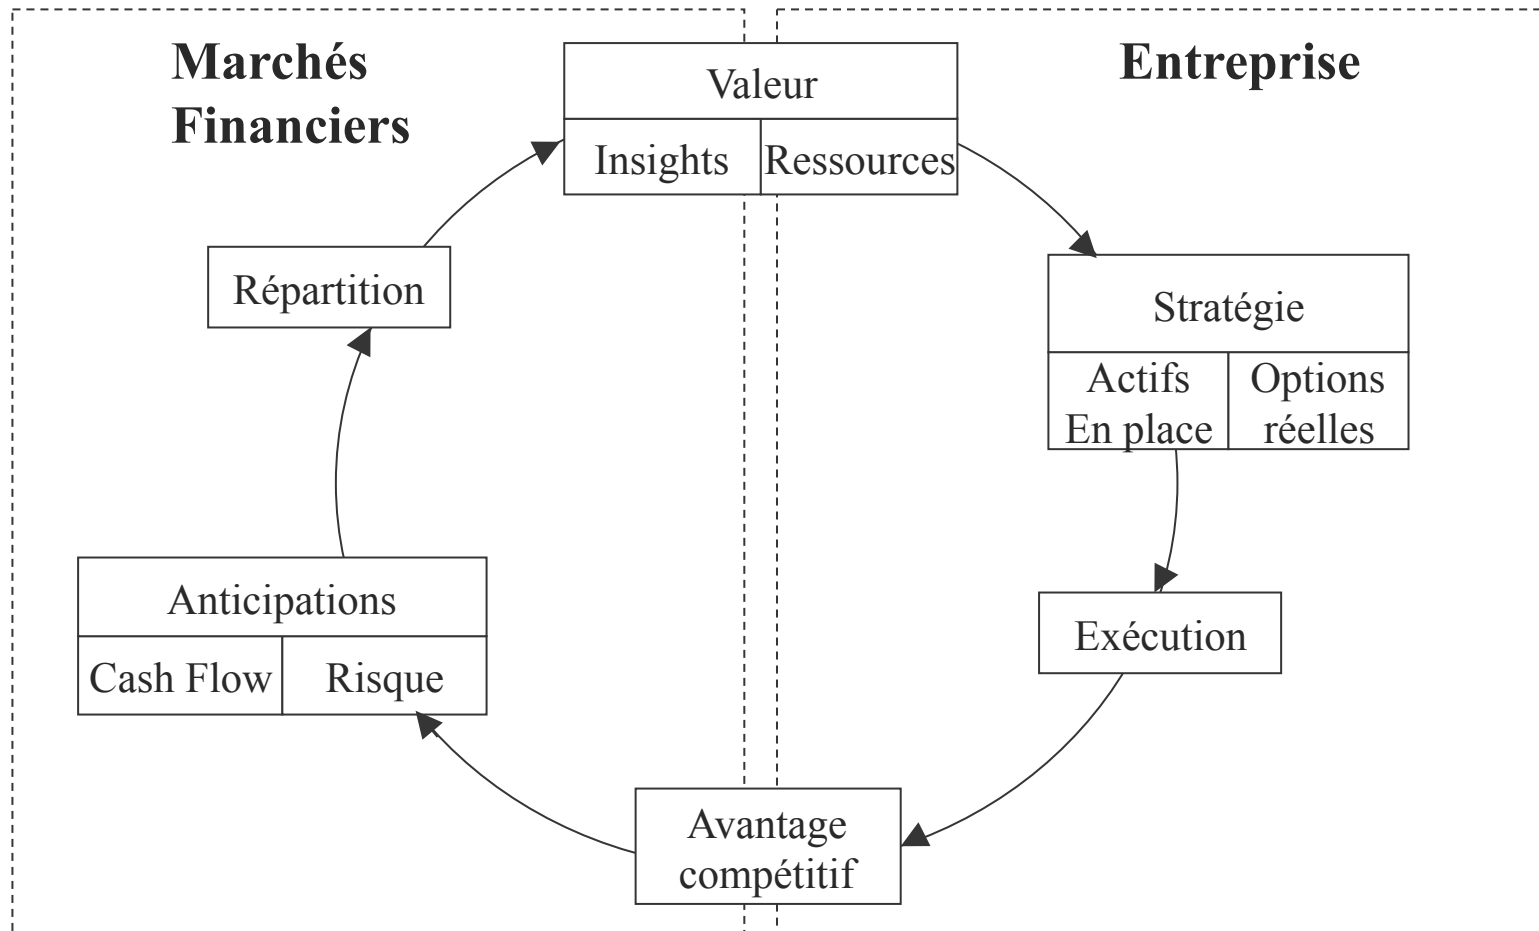 Marchés
Financiers
Entreprise
Valeur
Insights
Ressources
Répartition
Stratégie
Actifs
En place
Options
réelles
Anticipations
Cash Flow
Risque
Exécution
Avantage
compétitif